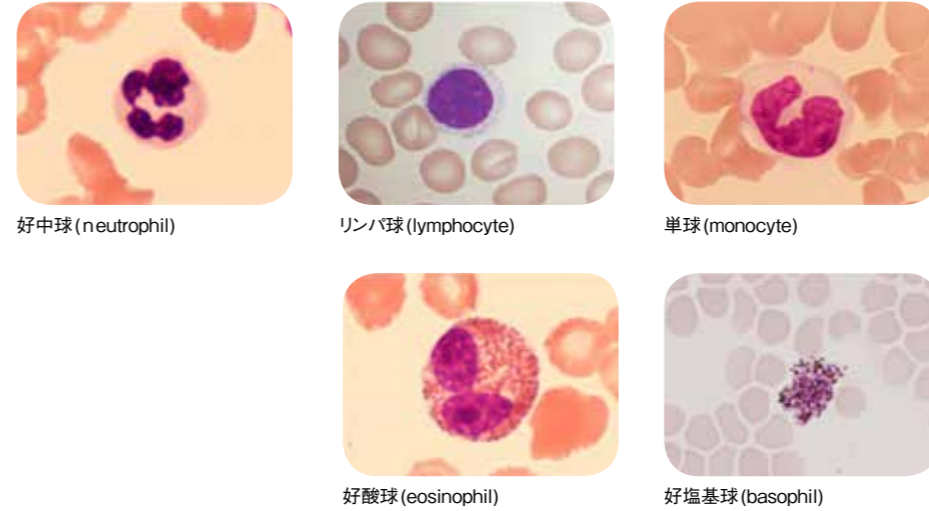 好中球(neutrophil)
リンパ球(lymphocyte)
単球(monocyte)
好酸球(eosinophil)
好塩基球(basophil)